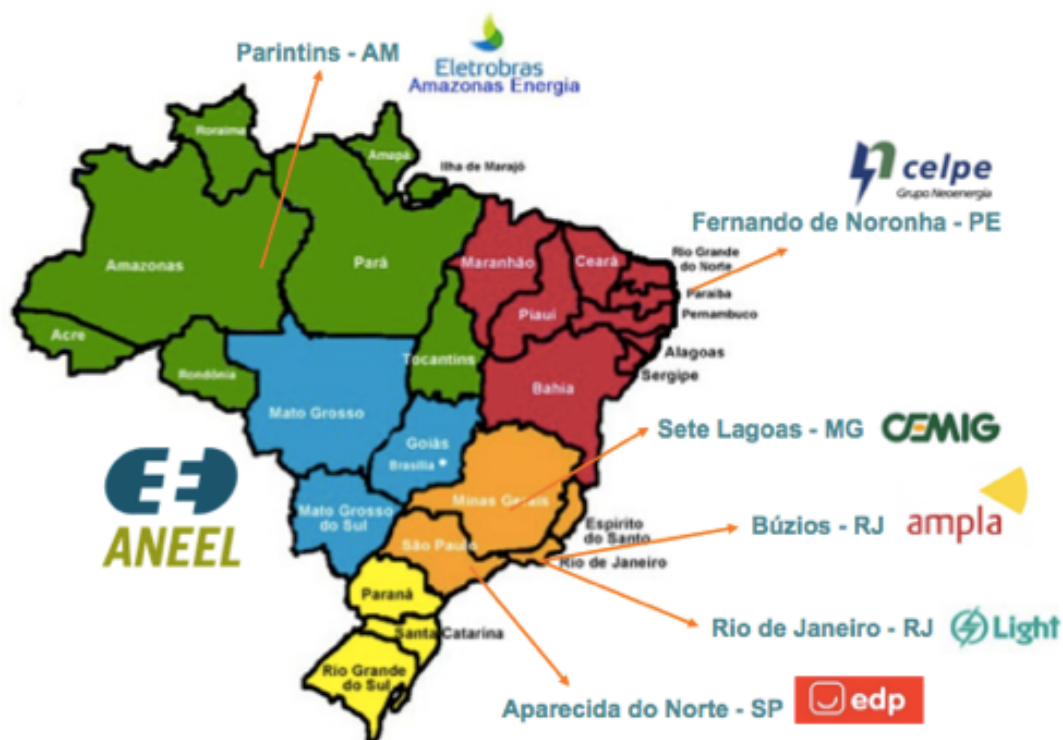 Parintins - AM
Eletrobras
Amazonas Energia
Roraima
Amapá
Ilha de Marajó
celpe
Grupo Neoenergia
Fernando de Noronha - PE
Amazonas
Pará
Maranhão
Ceará
Rio Grande
do Norte
Paraíba
Piauí
Pernambuco
Acre
Rondônia
Tocantins
Alagoas
Sergipe
Bahia
Mato Grosso
Goiás
Brasília
Sete Lagoas - MG
CEMIG
ANEEL
Mato Grosso
do Sul
Minas Gerais
São Paulo
Espírito
do Santo
Rio de Janeiro
Búzios - RJ
ampla
Paraná
Santa Catarina
Rio Grande
do Sul
Rio de Janeiro - RJ
Light
Aparecida do Norte - SP
edp